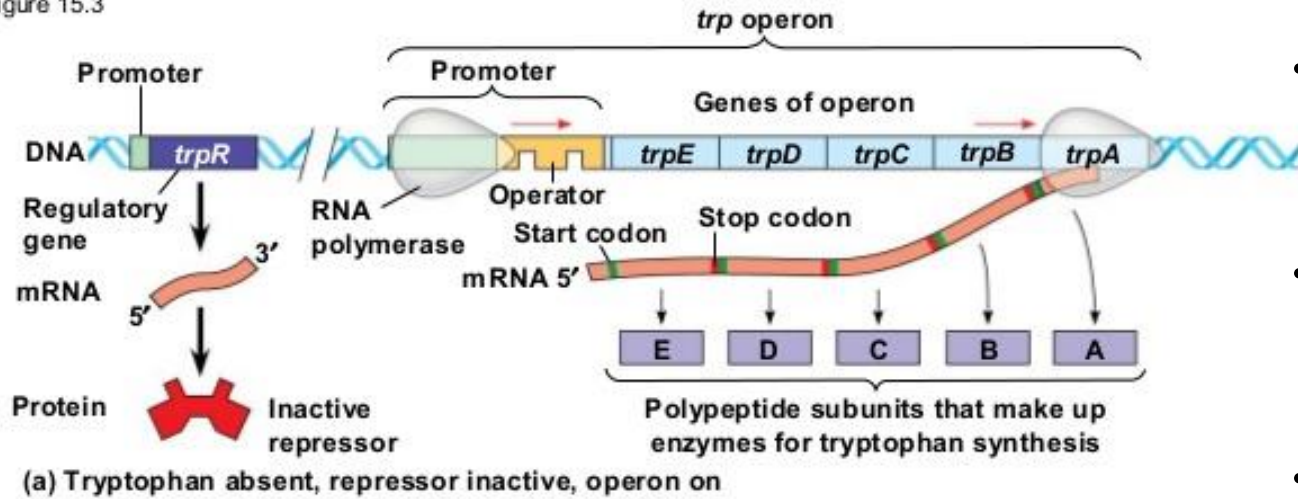 igure 15.3
trp operon
Promoter
Promoter
Genes of operon
DNA
trpR
trpE
trpD
trpC
trpB
trpA
Regulatory
gene
RNA
polymerase
Operator
Start codon
Stop codon
mRNA
3′
5′
mRNA 5′
E
D
C
B
A
Protein
Inactive
repressor
Polypeptide subunits that make up
enzymes for tryptophan synthesis
(a) Tryptophan absent, repressor inactive, operon on